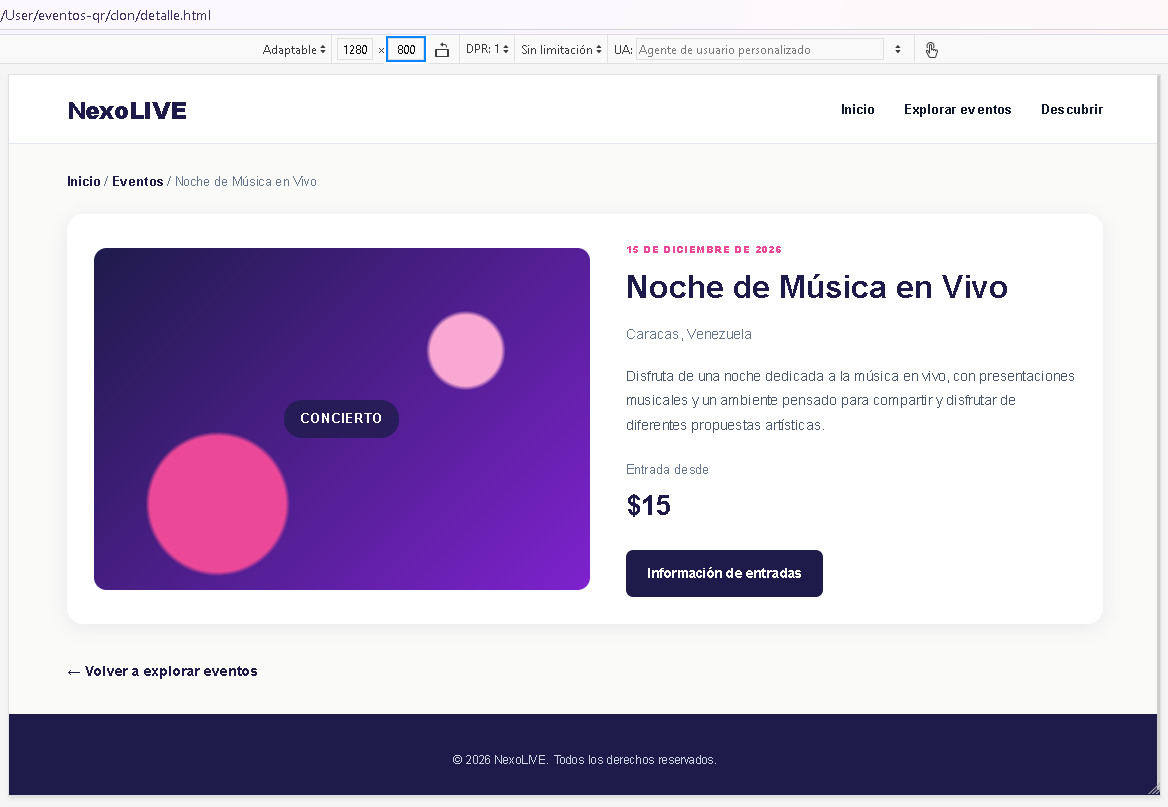 /User/eventos-qr/clon/detalle.html
Adaptable 1280 × 800 DPR: 1 Sin limitación UA: Agente de usuario personalizado
NexoLIVE
Inicio Explorar eventos Descubrir
Inicio / Eventos / Noche de Música en Vivo
CONCIERTO
15 DE DICIEMBRE DE 2026
Noche de Música en Vivo
Caracas, Venezuela
Disfruta de una noche dedicada a la música en vivo, con presentaciones
musicales y un ambiente pensado para compartir y disfrutar de
diferentes propuestas artísticas.
Entrada desde
$15
Información de entradas
← Volver a explorar eventos
© 2026 NexoLIVE. Todos los derechos reservados.